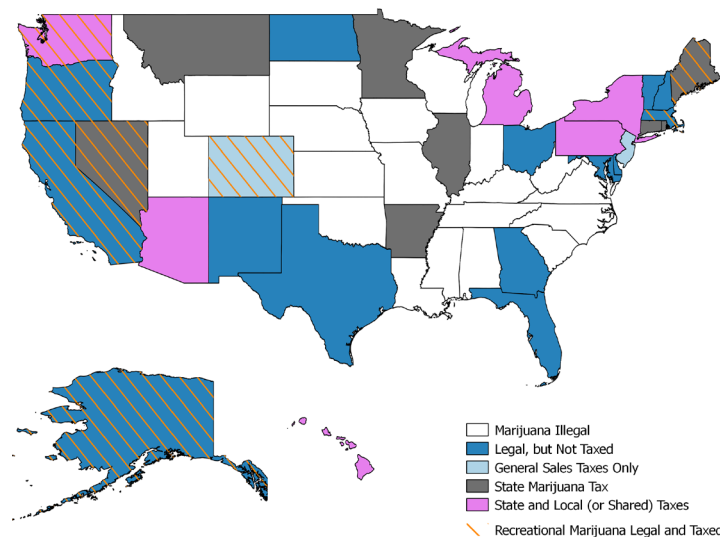 Marijuana Illegal
Legal, but Not Taxed
General Sales Taxes Only
State Marijuana Tax
State and Local (or Shared) Taxes
Recreational Marijuana Legal and Taxed